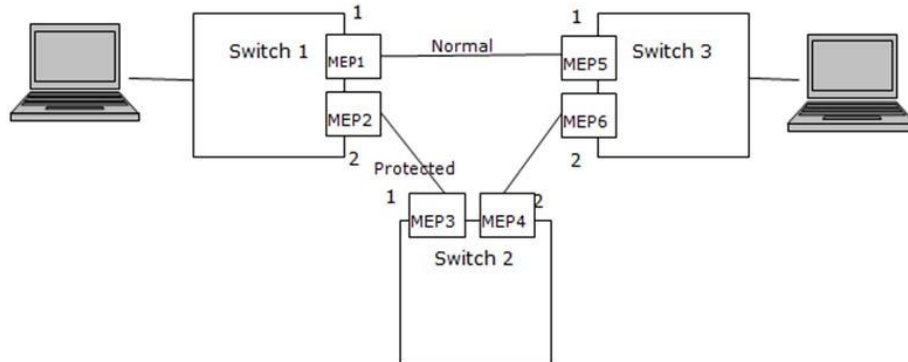 1
1
Switch 1
Normal
Switch 3
MEP1
MEP5
MEP2
MEP6
2
2
Protected
1
2
MEP3
MEP4
Switch 2